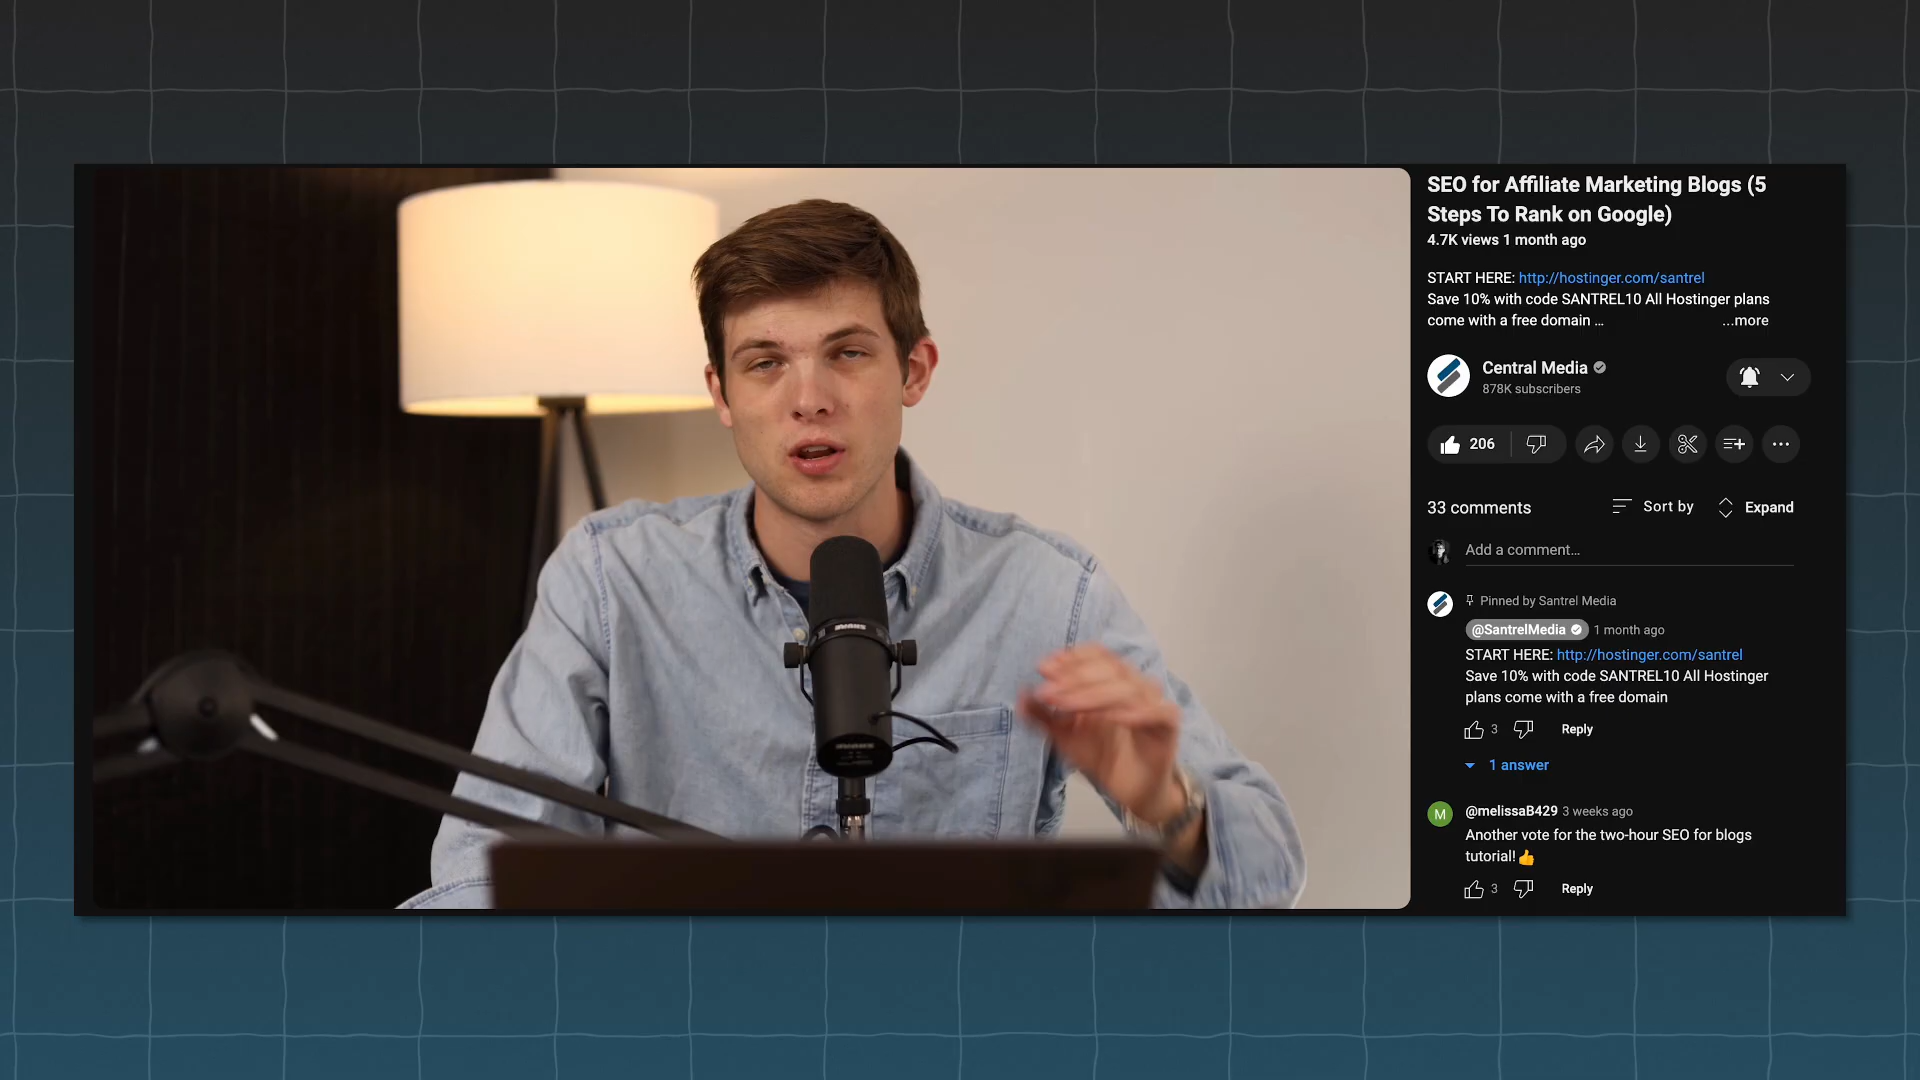 SEO for Affiliate Marketing Blogs (5
Steps To Rank on Google)
4.7K views 1 month ago
START HERE: http://hostinger.com/santrel
Save 10% with code SANTREL10 All Hostinger plans
come with a free domain ... ...more
Central Media
878K subscribers
206
33 comments Sort by Expand
Add a comment...
Pinned by Santrel Media
@SantrelMedia 1 month ago
START HERE: http://hostinger.com/santrel
Save 10% with code SANTREL10 All Hostinger
plans come with a free domain
3 Reply
1 answer
M @melissaB429 3 weeks ago
Another vote for the two-hour SEO for blogs
tutorial!👍
3 Reply
SHURE